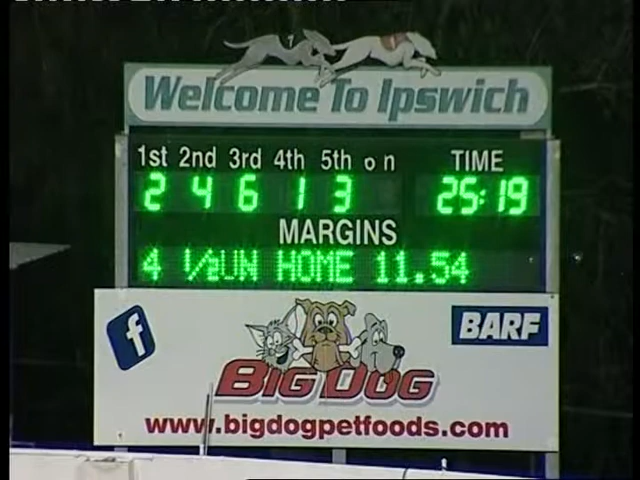 Welcome To Ipswich
1st 2nd 3rd 4th 5th on TIME
2 4 6 1 3 25:19
MARGINS
4 ½UN HOME 11.54
f
BARF
BIG DOG
www.bigdogpetfoods.com